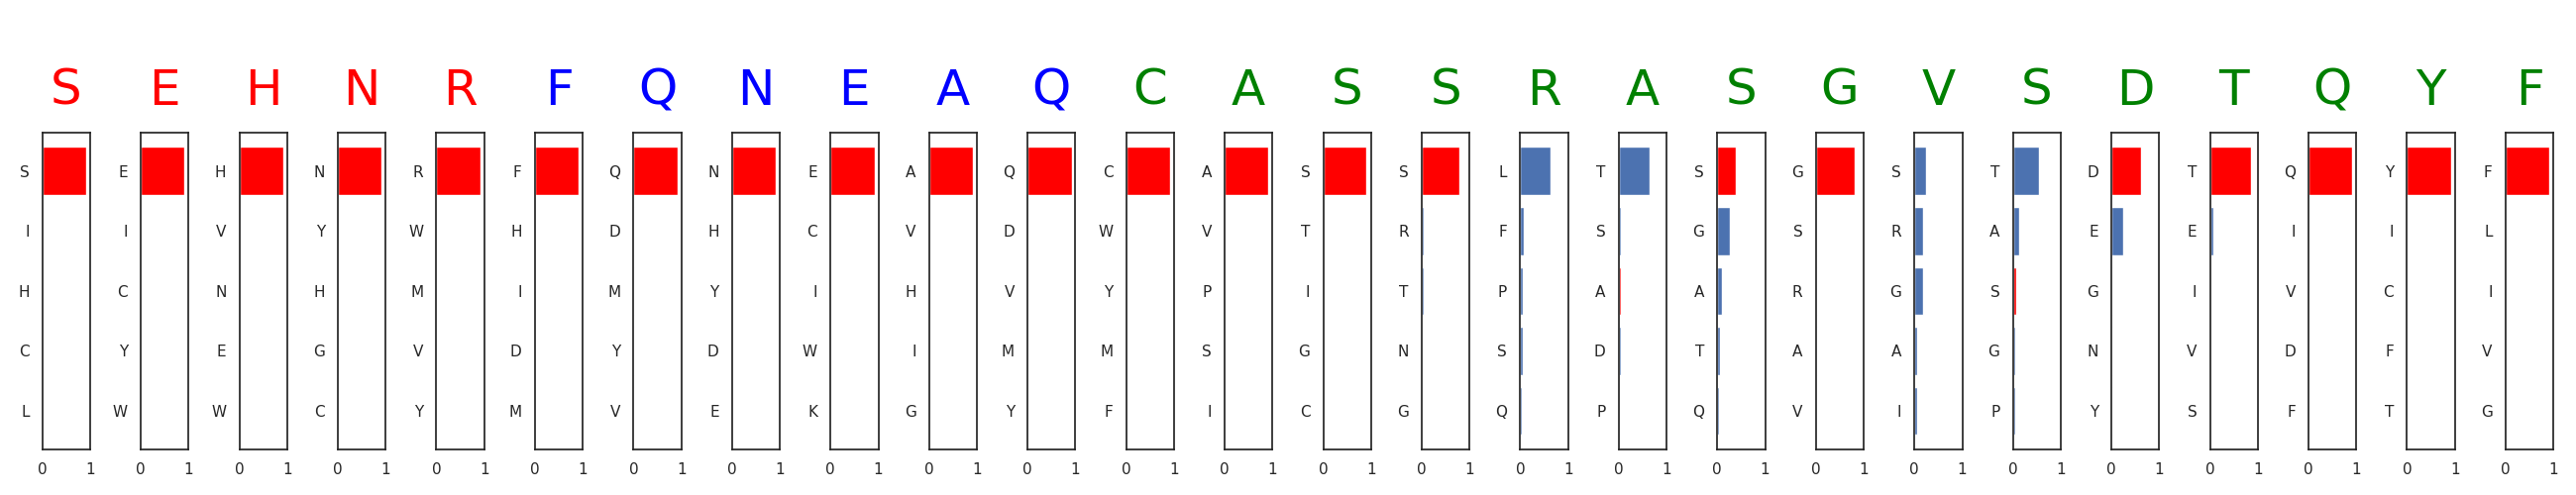 S E H N R F Q N E A Q C A S S R A S G V S D T Q Y F
S E H N R F Q N E A Q C A S S L T S G S T D T Q Y F
I I V Y W H D H C V D W V T R F S G S R A E E I I L
H C N H M I M Y I H V Y P I T P A A R G S G I V C I
C Y E G V D Y D W I M M S G N S D T A A G N V D F V
L W W C Y M V E K G Y F I C G Q P Q V I P Y S F T G
0 1 0 1 0 1 0 1 0 1 0 1 0 1 0 1 0 1 0 1 0 1 0 1 0 1 0 1 0 1 0 1 0 1 0 1 0 1 0 1 0 1 0 1 0 1 0 1 0 1 0 1